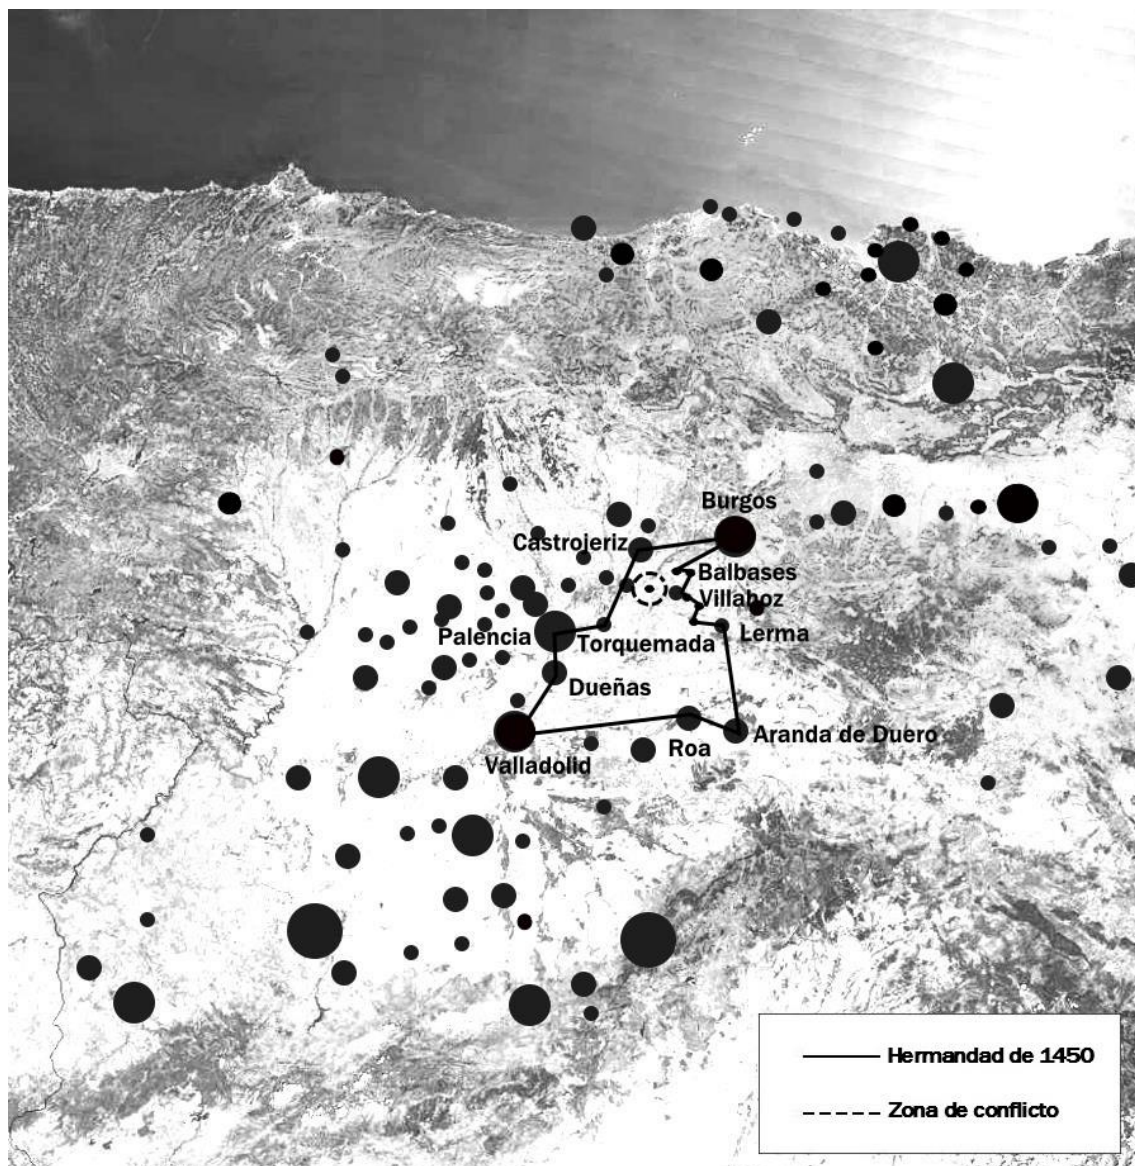 Burgos
Castrojeriz
Balbases
Villahoz
Palencia
Torquemada
Lerma
Dueñas
Roa
Aranda de Duero
Valladolid
Hermandad de 1450
Zona de conflicto